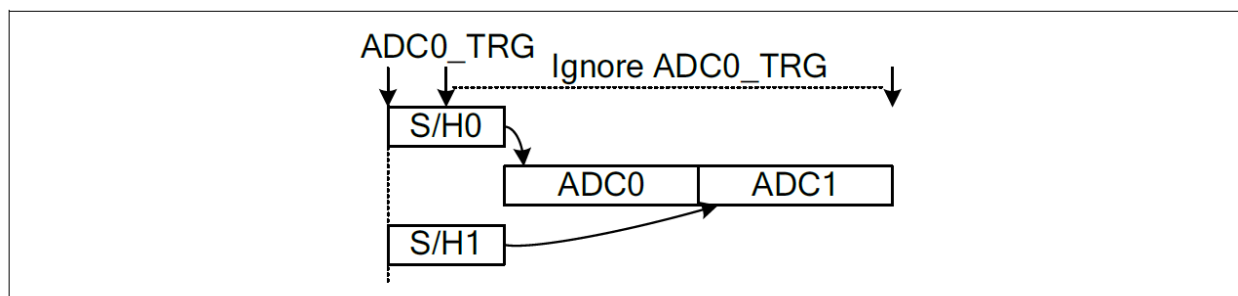 ADC0_TRG
Ignore ADC0_TRG
S/H0
ADC0
ADC1
S/H1